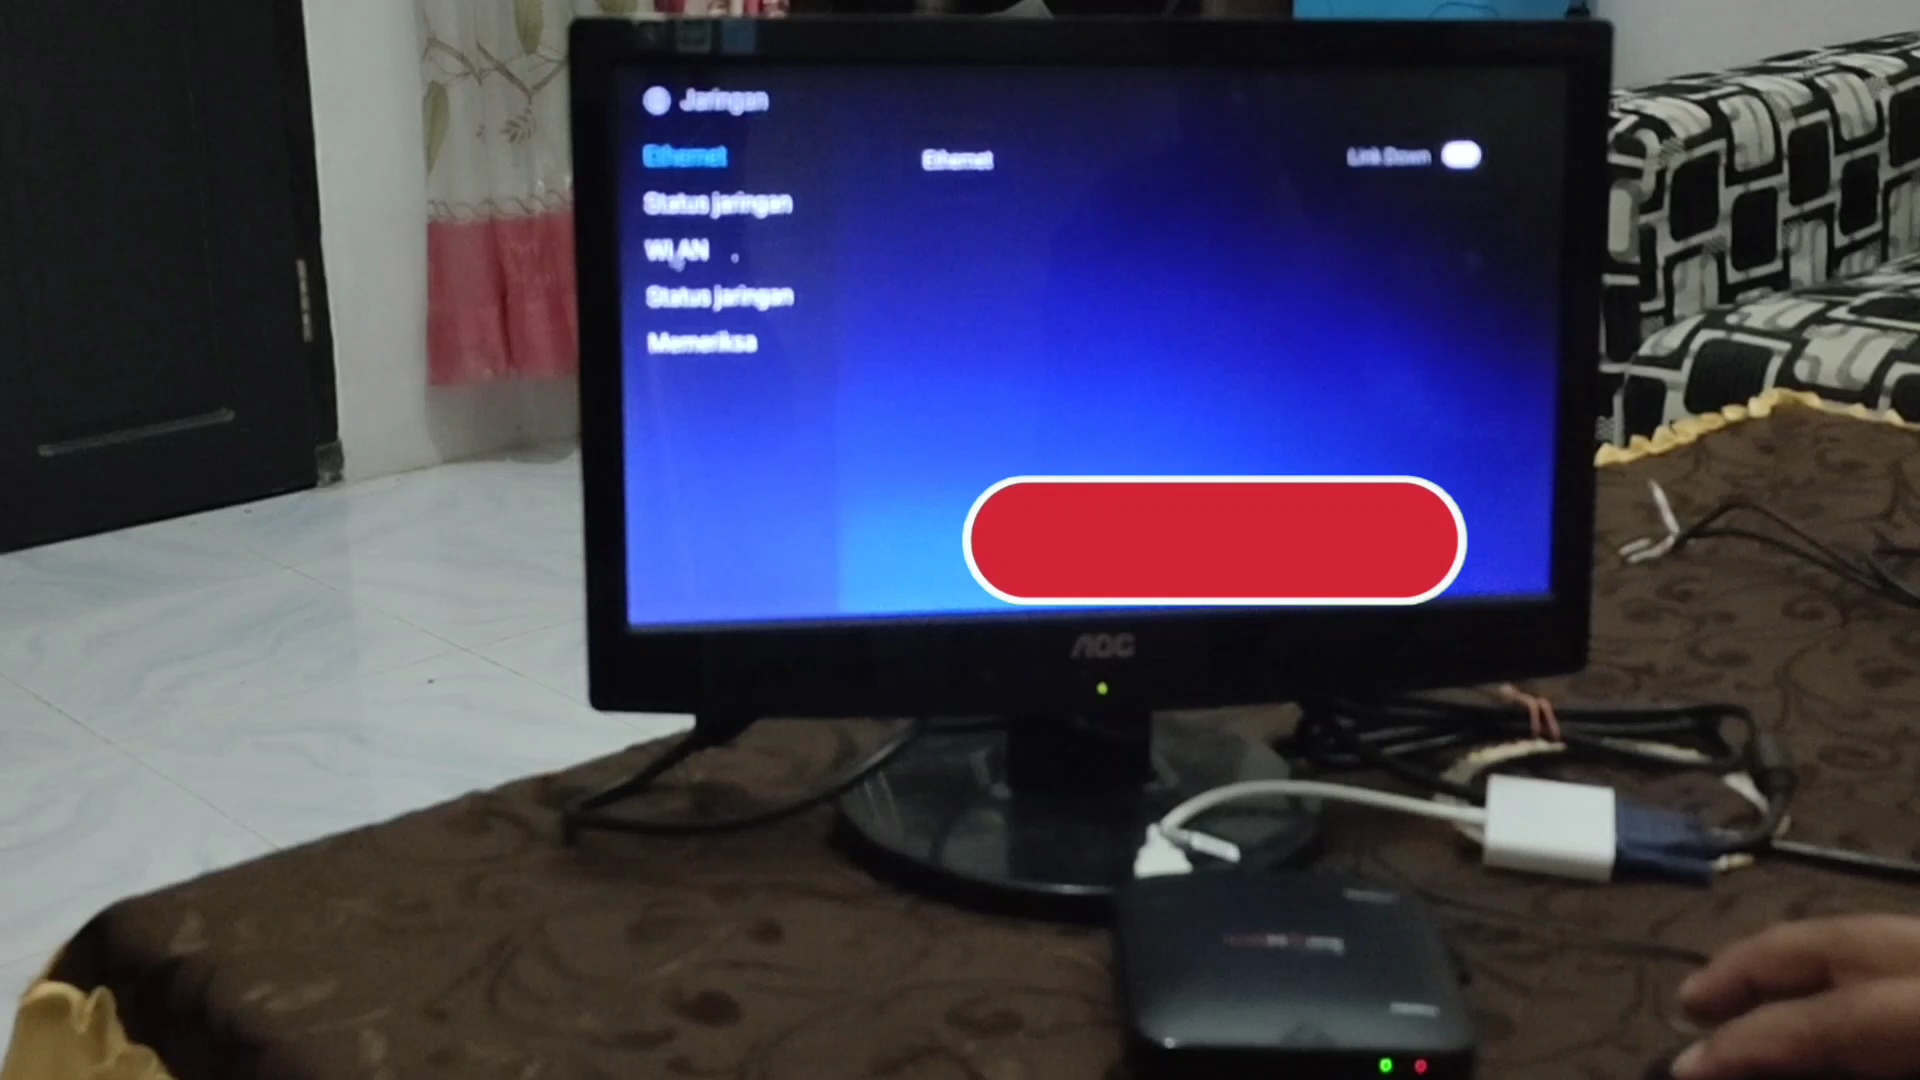 Jaringan
Ethernet
Ethernet
Link Down
Status jaringan
WLAN
Status jaringan
Memeriksa
AOC